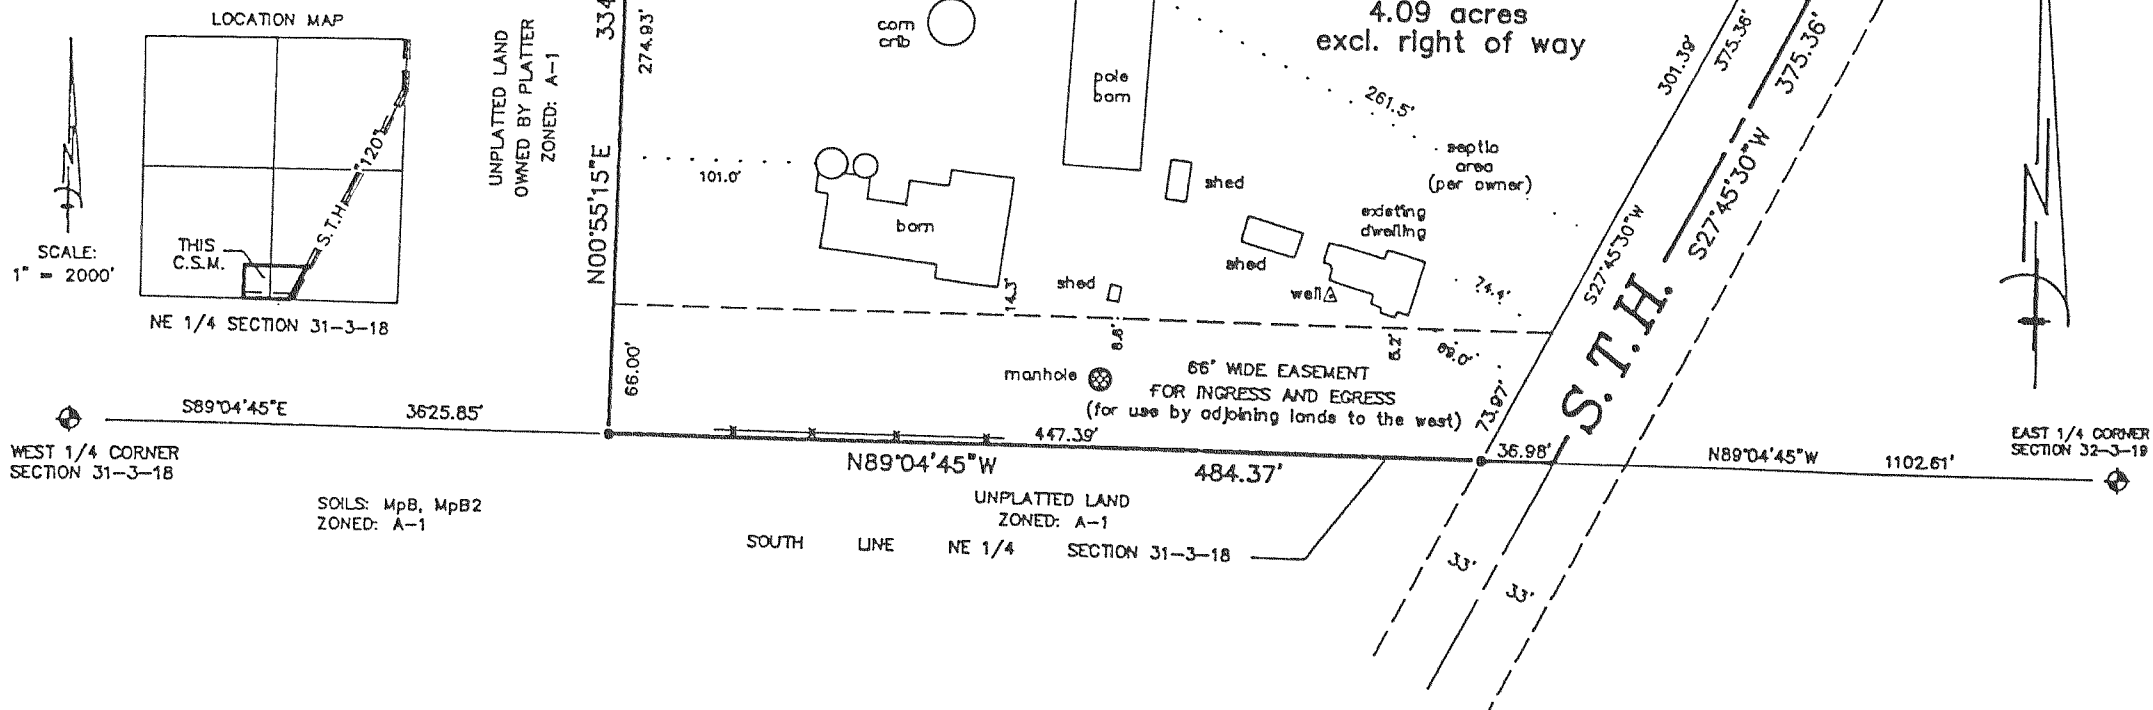 LOCATION MAP
"120"
S.T.H.
THIS
C.S.M.
SCALE:
1" = 2000'
NE 1/4 SECTION 31-3-18
UNPLATTED LAND
OWNED BY PLATTER
ZONED: A-1
N00°55'15"E
334
274.93'
66.00'
corn
crib
pole
barn
4.09 acres
excl. right of way
261.5'
301.39'
375.36'
375.36'
101.0'
barn
shed
septic
area
(per owner)
existing
dwelling
shed
shed
well
14.3'
74.4'
S27°45'30"W
S27°45'30"W
S.T.H.
8.6'
6.2'
69.0'
73.97'
manhole
66' WIDE EASEMENT
FOR INGRESS AND EGRESS
(for use by adjoining lands to the west)
S89°04'45"E
3625.85'
WEST 1/4 CORNER
SECTION 31-3-18
447.39'
N89°04'45"W
484.37'
36.98'
N89°04'45"W
1102.61'
EAST 1/4 CORNER
SECTION 32-3-19
SOILS: MpB, MpB2
ZONED: A-1
UNPLATTED LAND
ZONED: A-1
SOUTH LINE NE 1/4 SECTION 31-3-18
33'
33'